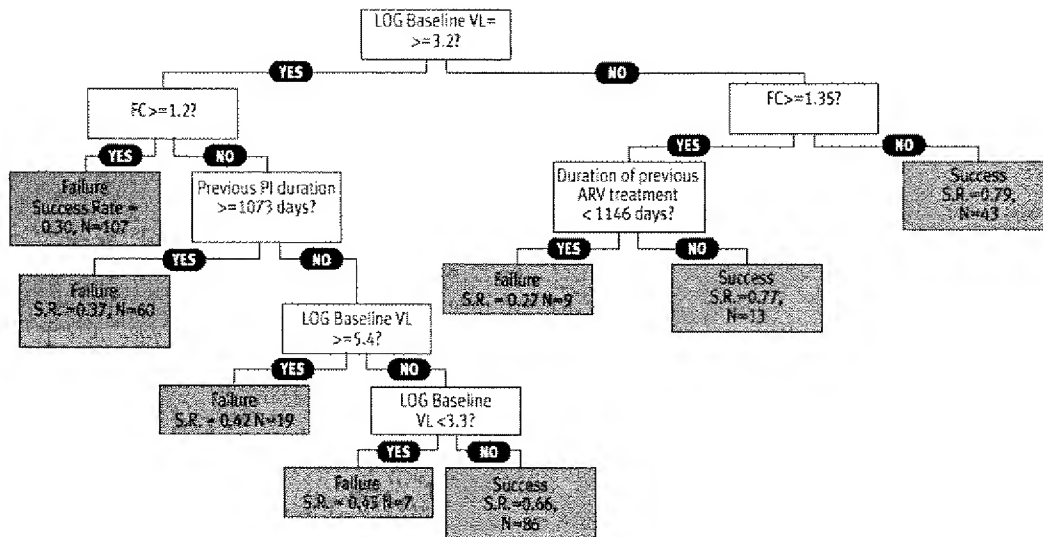 LOG Baseline VL=
>=3.2?
YES
NO
FC>=1.2?
FC>=1.35?
YES
NO
YES
NO
Failure
Success Rate =
0.30, N=107
Previous PI duration
>=1073 days?
Duration of previous
ARV treatment
< 1146 days?
Success
S.R.=0.79,
N=43
YES
NO
YES
NO
Failure
S.R. =0.37, N=60
Failure
S.R. = 0.27 N=9
Success
S.R.=0.77,
N=13
LOG Baseline VL
>=5.4?
YES
NO
Failure
S.R. = 0.42 N=19
LOG Baseline
VL <3.3?
YES
NO
Failure
S.R. = 0.43 N=7
Success
S.R.=0.66,
N=86